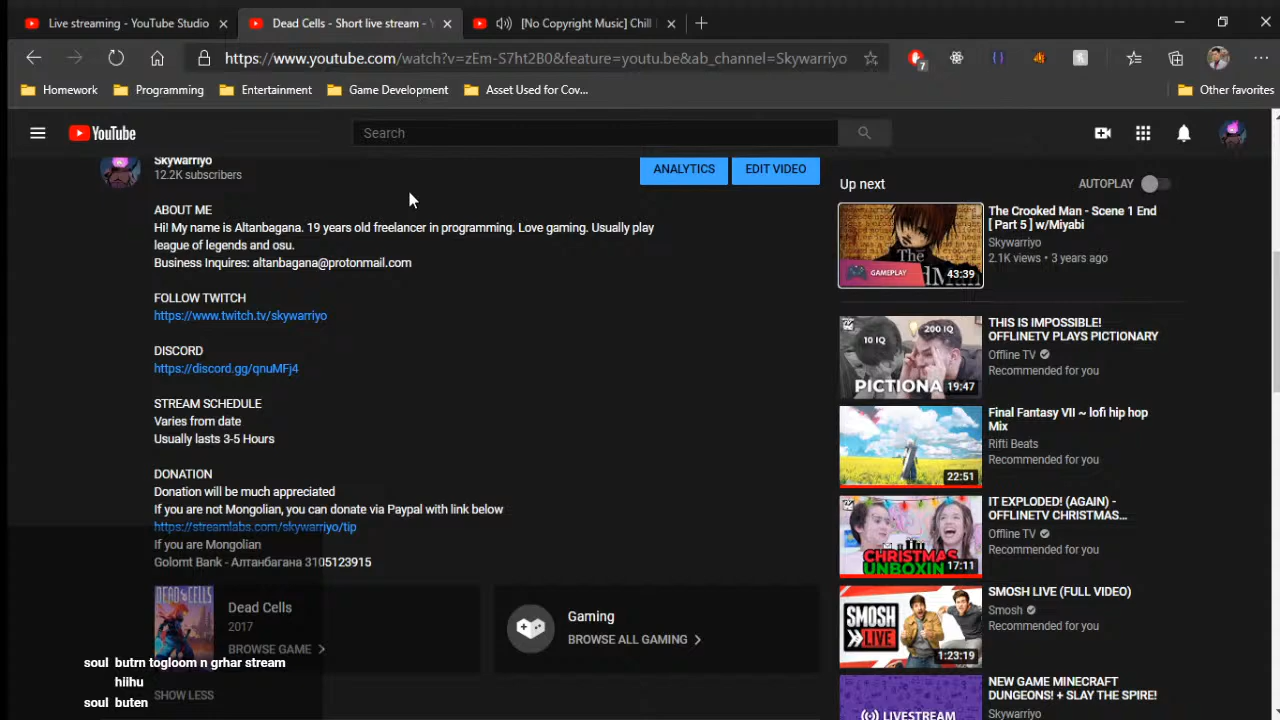 Live streaming - YouTube Studio
Dead Cells - Short live stream -
[No Copyright Music] Chill
https://www.youtube.com/watch?v=zEm-S7ht2B0&feature=youtu.be&ab_channel=Skywarriyo
7
Homework
Programming
Entertainment
Game Development
Asset Used for Cov...
Other favorites
YouTube
Search
Skywarriyo
12.2K subscribers
ANALYTICS
EDIT VIDEO
ABOUT ME
Hi! My name is Altanbagana. 19 years old freelancer in programming. Love gaming. Usually play
league of legends and osu.
Business Inquires: altanbagana@protonmail.com
FOLLOW TWITCH
https://www.twitch.tv/skywarriyo
DISCORD
https://discord.gg/qnuMFj4
STREAM SCHEDULE
Varies from date
Usually lasts 3-5 Hours
DONATION
Donation will be much appreciated
If you are not Mongolian, you can donate via Paypal with link below
https://streamlabs.com/skywarriyo/tip
If you are Mongolian
Golomt Bank - Алтанбагана 3105123915
DEAD CELLS
Dead Cells
2017
BROWSE GAME
Gaming
BROWSE ALL GAMING
soul butrn togloom n grhar stream
hiihu
soul buten
SHOW LESS
Up next
AUTOPLAY
The
GAMEPLAY
43:39
The Crooked Man - Scene 1 End
[ Part 5 ] w/Miyabi
Skywarriyo
2.1K views • 3 years ago
10 IQ
200 IQ
PICTIONA
19:47
THIS IS IMPOSSIBLE!
OFFLINETV PLAYS PICTIONARY
Offline TV
Recommended for you
22:51
Final Fantasy VII ~ lofi hip hop
Mix
Rifti Beats
Recommended for you
CHRISTMAS
UNBOXIN
17:11
IT EXPLODED! (AGAIN) -
OFFLINETV CHRISTMAS...
Offline TV
Recommended for you
SMOSH
LIVE
1:23:19
SMOSH LIVE (FULL VIDEO)
Smosh
Recommended for you
LIVESTREAM
NEW GAME MINECRAFT
DUNGEONS! + SLAY THE SPIRE!
Skywarriyo